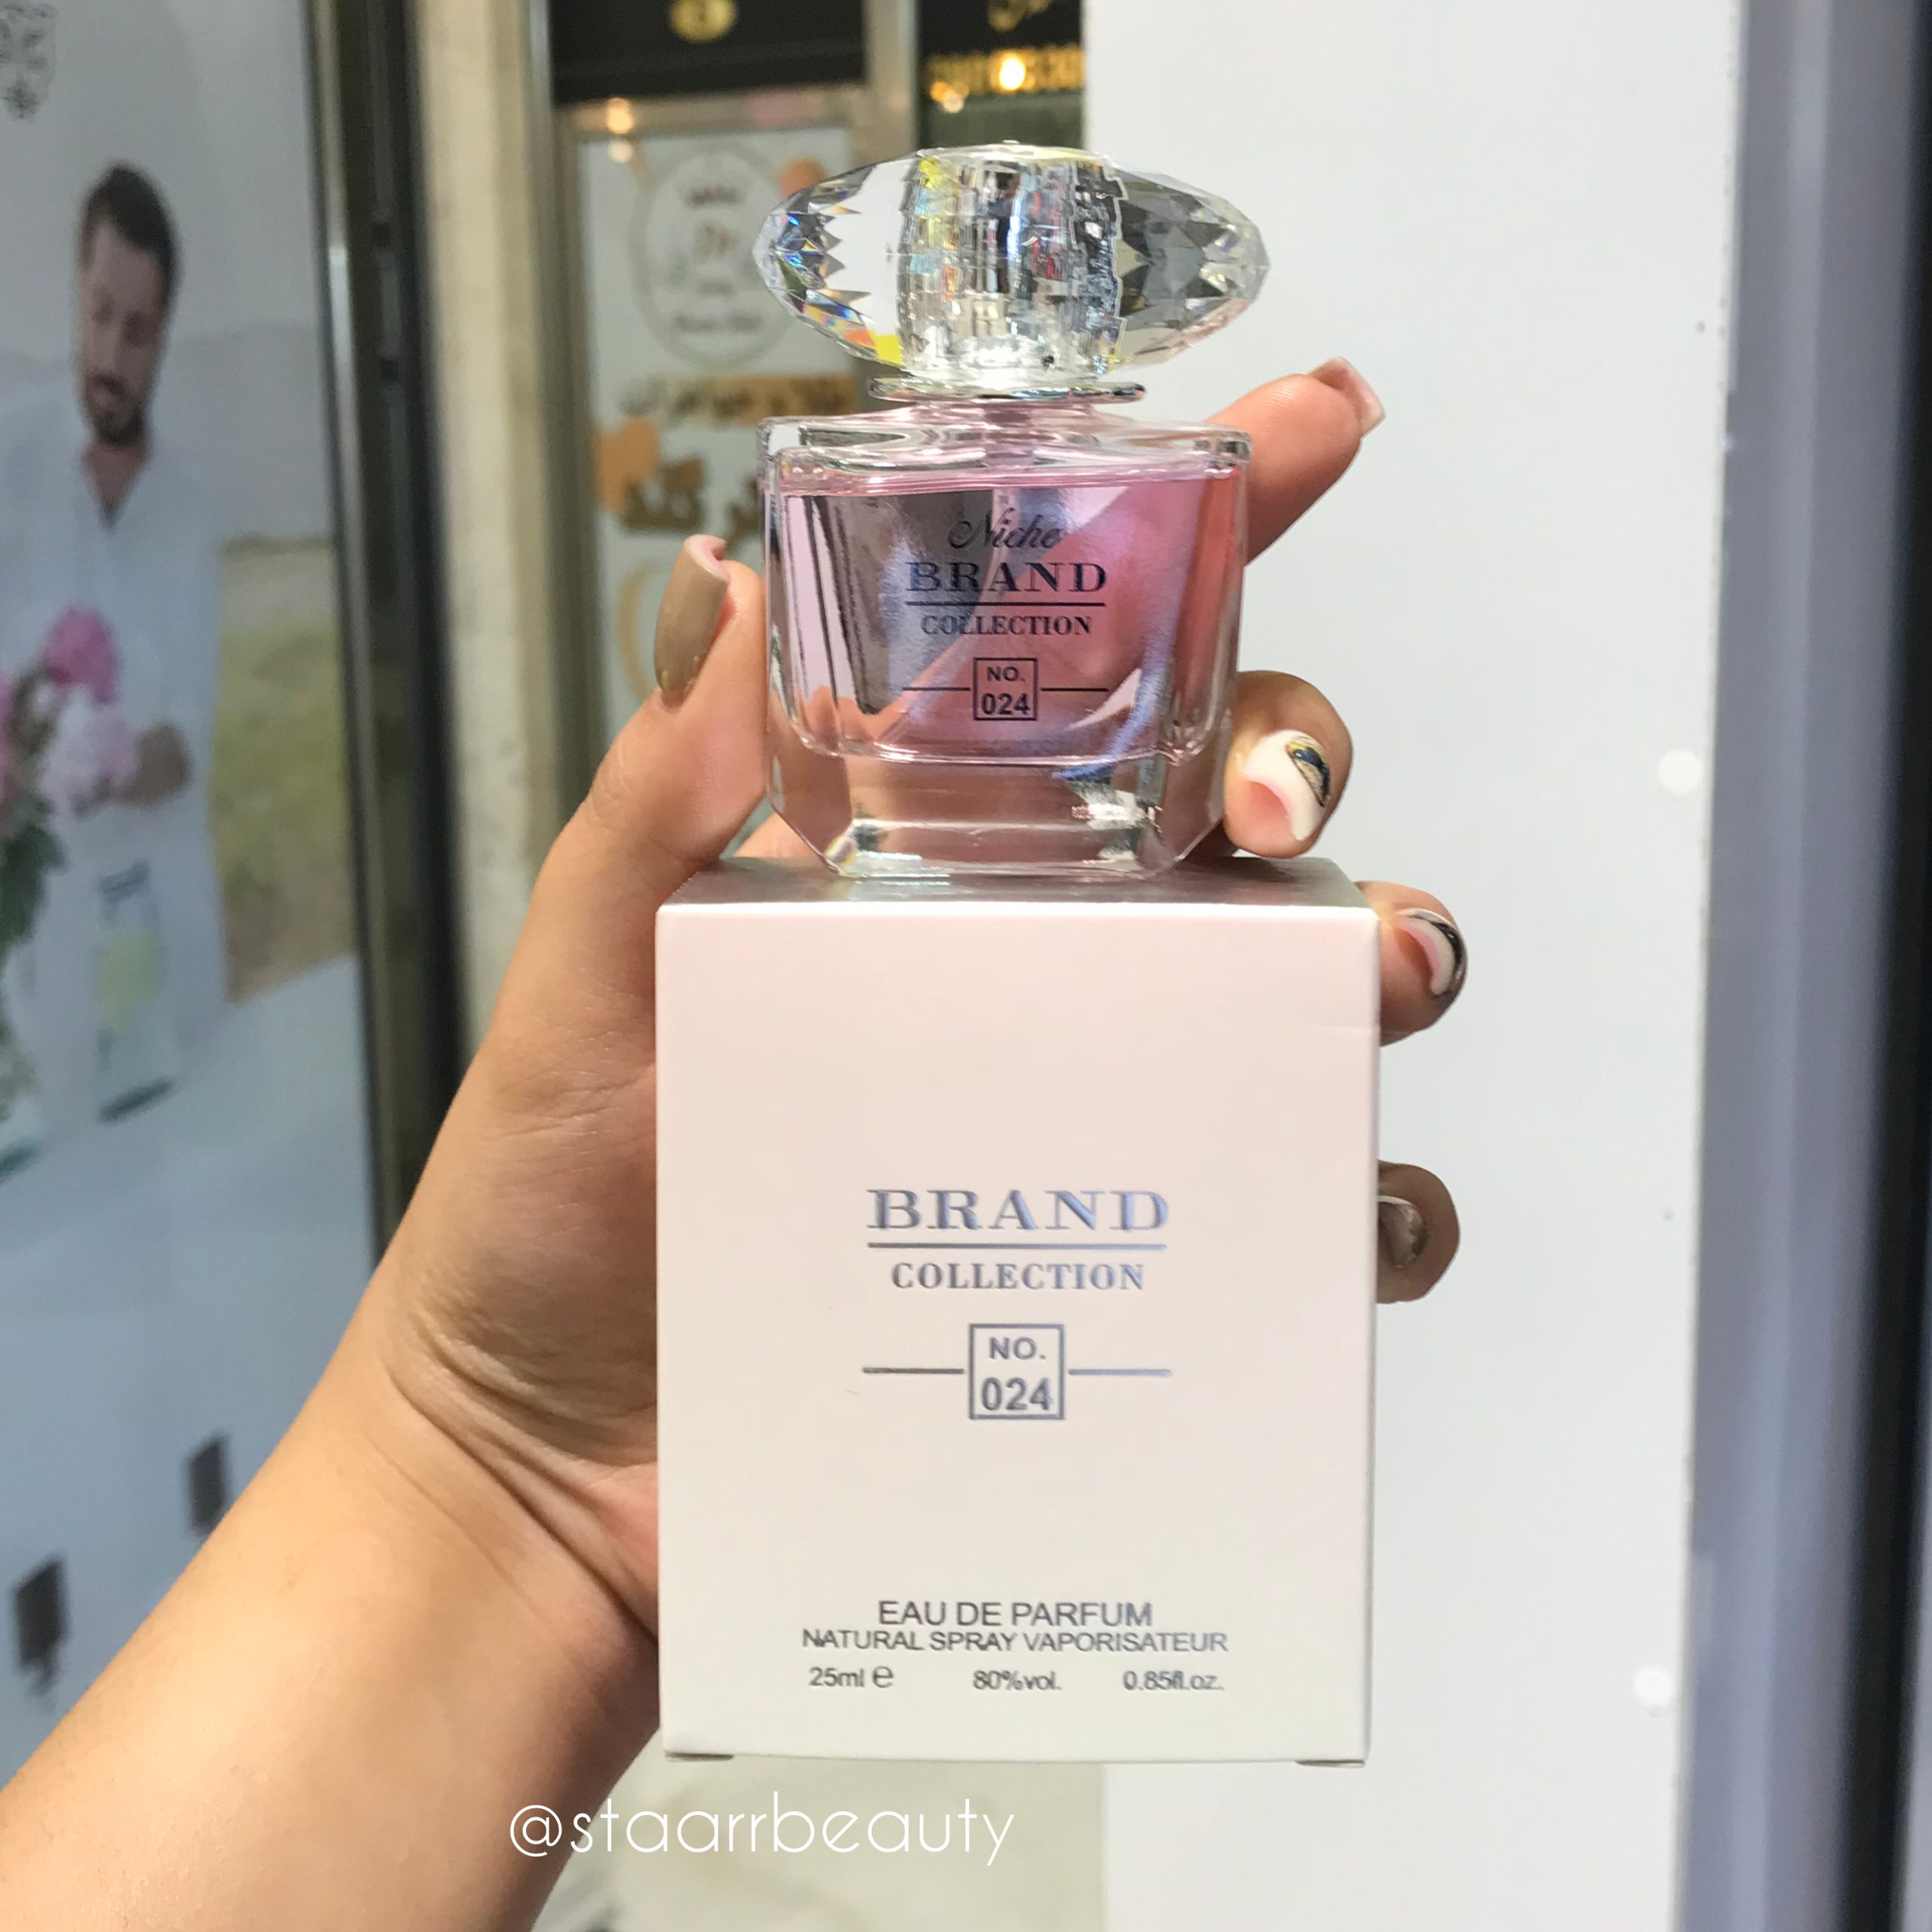 Niche
BRAND
COLLECTION
NO.
024
BRAND
COLLECTION
NO.
024
EAU DE PARFUM
NATURAL SPRAY VAPORISATEUR
25ml e 80%vol. 0.85fl.oz.
@staarrbeauty